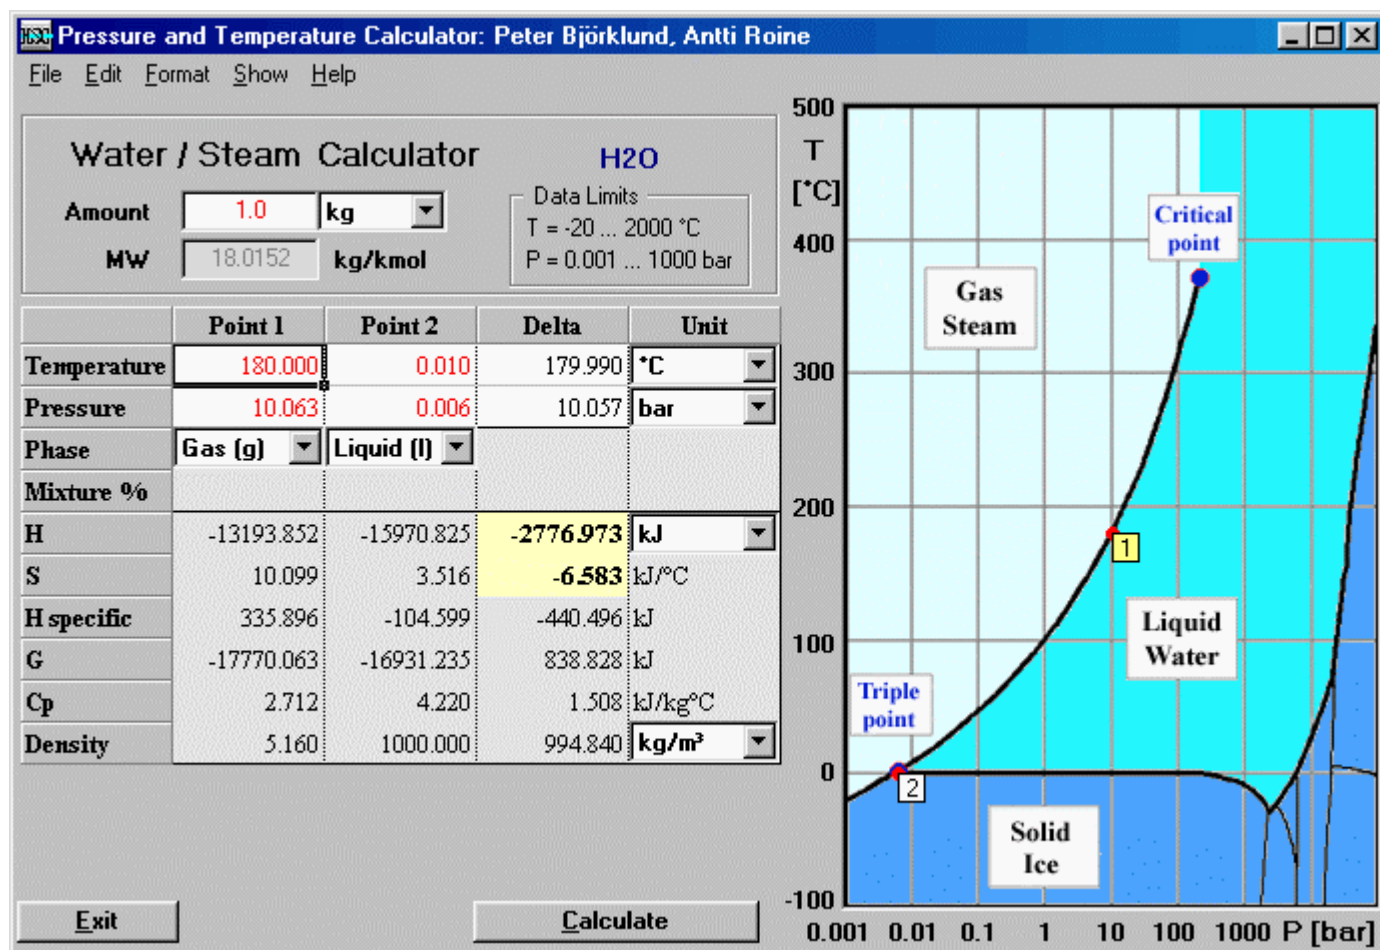 HSC Pressure and Temperature Calculator: Peter Björklund, Antti Roine
File Edit Format Show Help
Water / Steam Calculator H2O
Amount 1.0 kg
MW 18.0152 kg/kmol
Data Limits
T = -20 ... 2000 °C
P = 0.001 ... 1000 bar
Point 1 Point 2 Delta Unit
Temperature 180.000 0.010 179.990 °C
Pressure 10.063 0.006 10.057 bar
Phase Gas (g) Liquid (l)
Mixture %
H -13193.852 -15970.825 -2776.973 kJ
S 10.099 3.516 -6.583 kJ/°C
H specific 335.896 -104.599 -440.496 kJ
G -17770.063 -16931.235 838.828 kJ
Cp 2.712 4.220 1.508 kJ/kg°C
Density 5.160 1000.000 994.840 kg/m³
Exit Calculate
500
T
[°C]
400
300
200
100
0
-100
Critical
point
Gas
Steam
1
Liquid
Water
Triple
point
2
Solid
Ice
0.001 0.01 0.1 1 10 100 1000 P [bar]